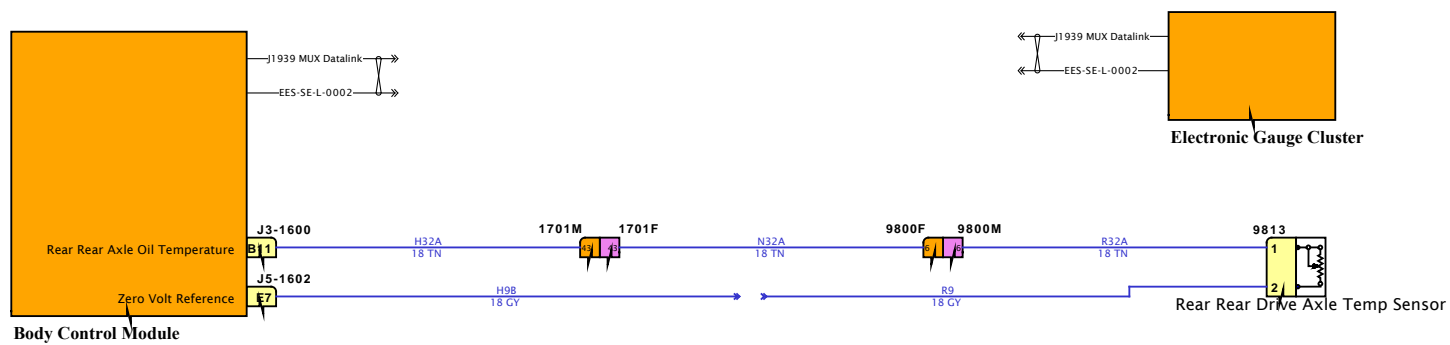 J1939 MUX Datalink
EES-SE-L-0002
J1939 MUX Datalink
EES-SE-L-0002
Electronic Gauge Cluster
J3-1600
Rear Rear Axle Oil Temperature
B11
H32A
18 TN
1701M
1701F
43
43
N32A
18 TN
9800F
9800M
6
6
R32A
18 TN
9813
1
2
J5-1602
Zero Volt Reference
E7
H9B
18 GY
R9
18 GY
Rear Rear Drive Axle Temp Sensor
Body Control Module